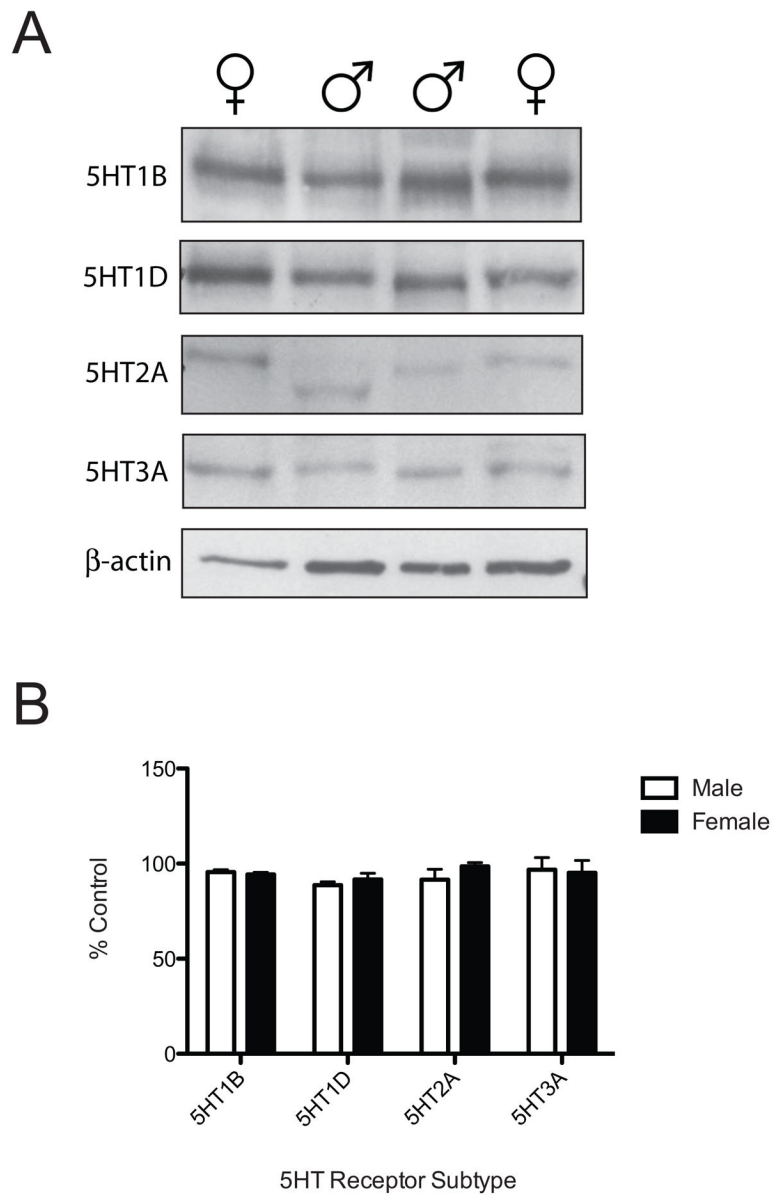 A
♀ ♂ ♂ ♀
5HT1B
5HT1D
5HT2A
5HT3A
β-actin
B
150
100
50
0
% Control
Male
Female
5HT1B
5HT1D
5HT2A
5HT3A
5HT Receptor Subtype